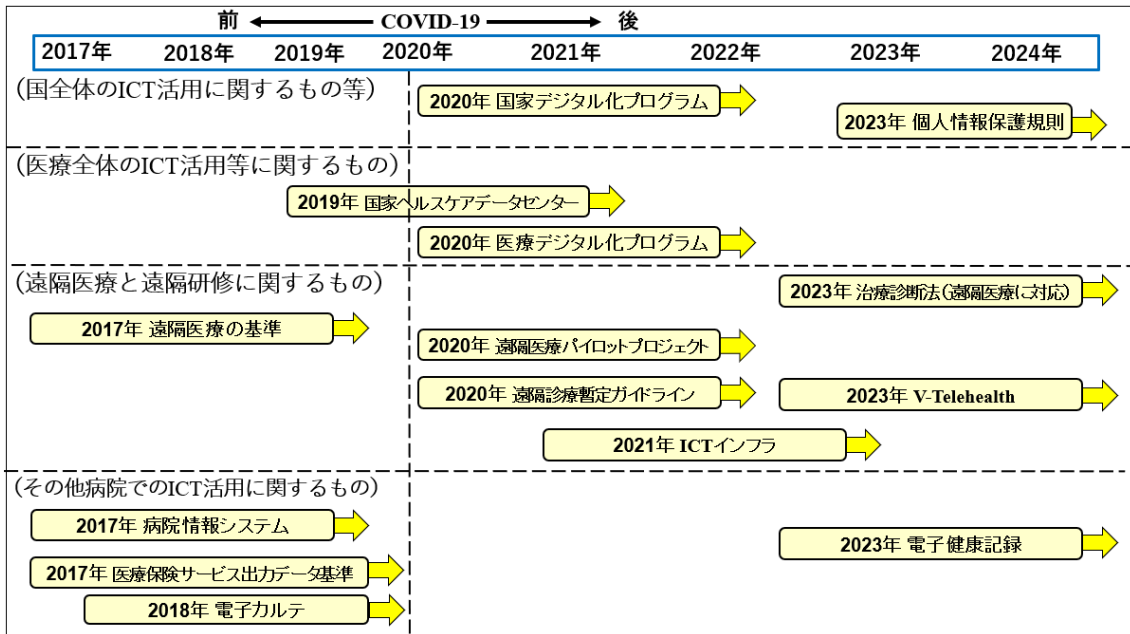 前 COVID-19 後
2017年 2018年 2019年 2020年 2021年 2022年 2023年 2024年
(国全体のICT活用に関するもの等)
2020年 国家デジタル化プログラム
2023年 個人情報保護規則
(医療全体のICT活用等に関するもの)
2019年 国家ヘルスケアデータセンター
2020年 医療デジタル化プログラム
(遠隔医療と遠隔研修に関するもの)
2023年 治療診断法(遠隔医療に対応)
2017年 遠隔医療の基準
2020年 遠隔医療パイロットプロジェクト
2020年 遠隔診療暫定ガイドライン
2023年 V-Telehealth
2021年 ICTインフラ
(その他病院でのICT活用に関するもの)
2017年 病院情報システム
2023年 電子健康記録
2017年 医療保険サービス出力データ基準
2018年 電子カルテ